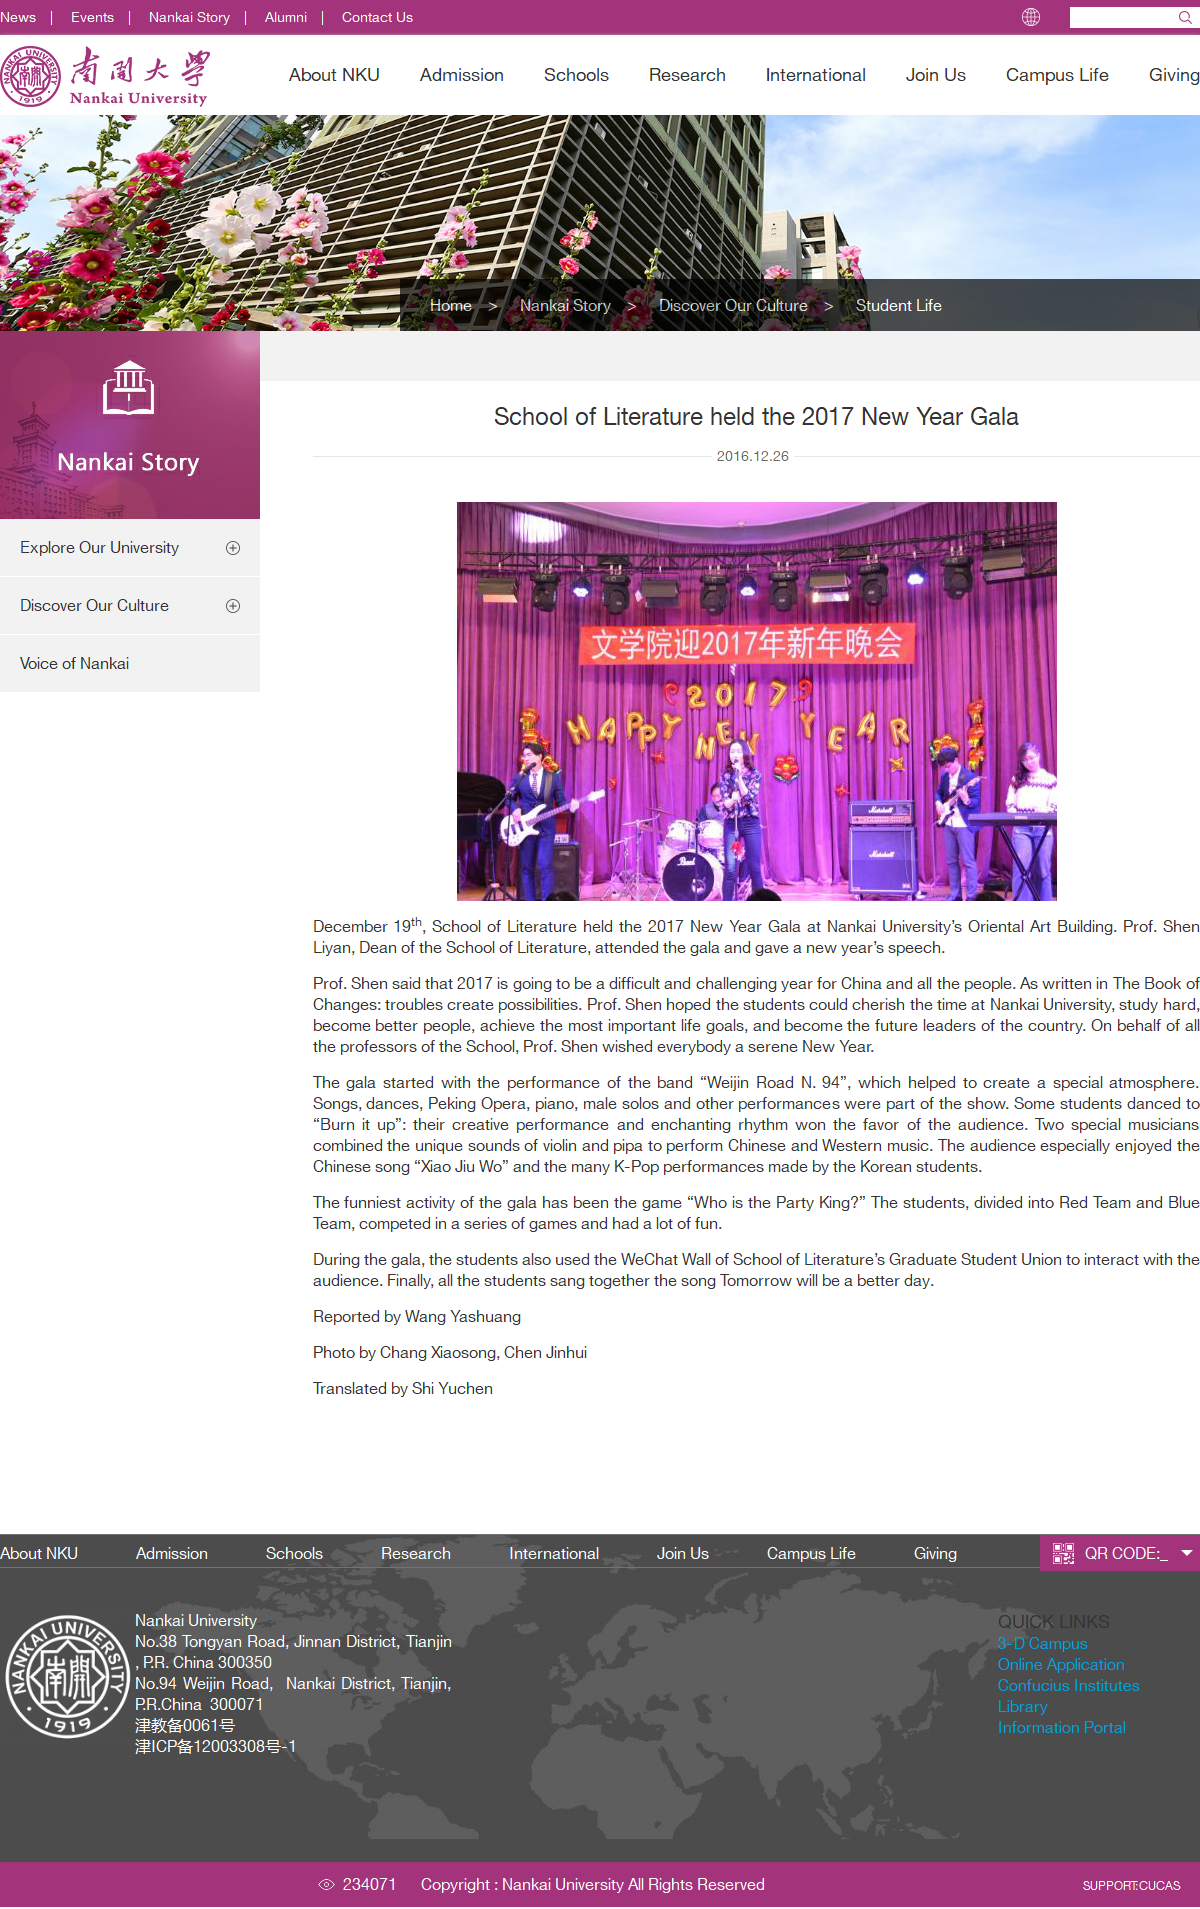 News | Events | Nankai Story | Alumni | Contact Us
NANKAI UNIVERSITY
南開
1919
南開大學
Nankai University
About NKU Admission Schools Research International Join Us Campus Life Giving
Home > Nankai Story > Discover Our Culture > Student Life
Nankai Story
Explore Our University
Discover Our Culture
Voice of Nankai
School of Literature held the 2017 New Year Gala
2016.12.26
文学院迎2017年新年晚会
2017
HAPPY NEW YEAR
Marshall
Marshall
Pearl
December 19th, School of Literature held the 2017 New Year Gala at Nankai University’s Oriental Art Building. Prof. Shen
Liyan, Dean of the School of Literature, attended the gala and gave a new year’s speech.
Prof. Shen said that 2017 is going to be a difficult and challenging year for China and all the people. As written in The Book of
Changes: troubles create possibilities. Prof. Shen hoped the students could cherish the time at Nankai University, study hard,
become better people, achieve the most important life goals, and become the future leaders of the country. On behalf of all
the professors of the School, Prof. Shen wished everybody a serene New Year.
The gala started with the performance of the band “Weijin Road N. 94”, which helped to create a special atmosphere.
Songs, dances, Peking Opera, piano, male solos and other performances were part of the show. Some students danced to
“Burn it up”: their creative performance and enchanting rhythm won the favor of the audience. Two special musicians
combined the unique sounds of violin and pipa to perform Chinese and Western music. The audience especially enjoyed the
Chinese song “Xiao Jiu Wo” and the many K-Pop performances made by the Korean students.
The funniest activity of the gala has been the game “Who is the Party King?” The students, divided into Red Team and Blue
Team, competed in a series of games and had a lot of fun.
During the gala, the students also used the WeChat Wall of School of Literature’s Graduate Student Union to interact with the
audience. Finally, all the students sang together the song Tomorrow will be a better day.
Reported by Wang Yashuang
Photo by Chang Xiaosong, Chen Jinhui
Translated by Shi Yuchen
About NKU Admission Schools Research International Join Us Campus Life Giving QR CODE:_
NANKAI UNIVERSITY
南開
1919
Nankai University
No.38 Tongyan Road, Jinnan District, Tianjin
, P.R. China 300350
No.94 Weijin Road, Nankai District, Tianjin,
P.R.China 300071
津教备0061号
津ICP备12003308号-1
QUICK LINKS
3-D Campus
Online Application
Confucius Institutes
Library
Information Portal
234071 Copyright : Nankai University All Rights Reserved SUPPORT:CUCAS